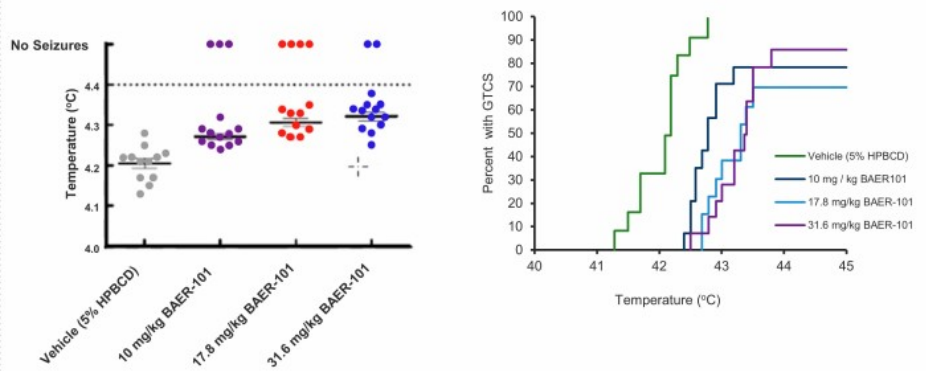 No Seizures
4.4
4.3
4.2
4.1
4.0
Temperature (°C)
Vehicle (5% HPBCD)
10 mg/kg BAER-101
17.8 mg/kg BAER-101
31.6 mg/kg BAER-101
100
90
80
70
60
50
40
30
20
10
0
Percent with GTCS
40
41
42
43
44
45
Temperature (°C)
Vehicle (5% HPBCD)
10 mg / kg BAER101
17.8 mg/kg BAER-101
31.6 mg/kg BAER-101